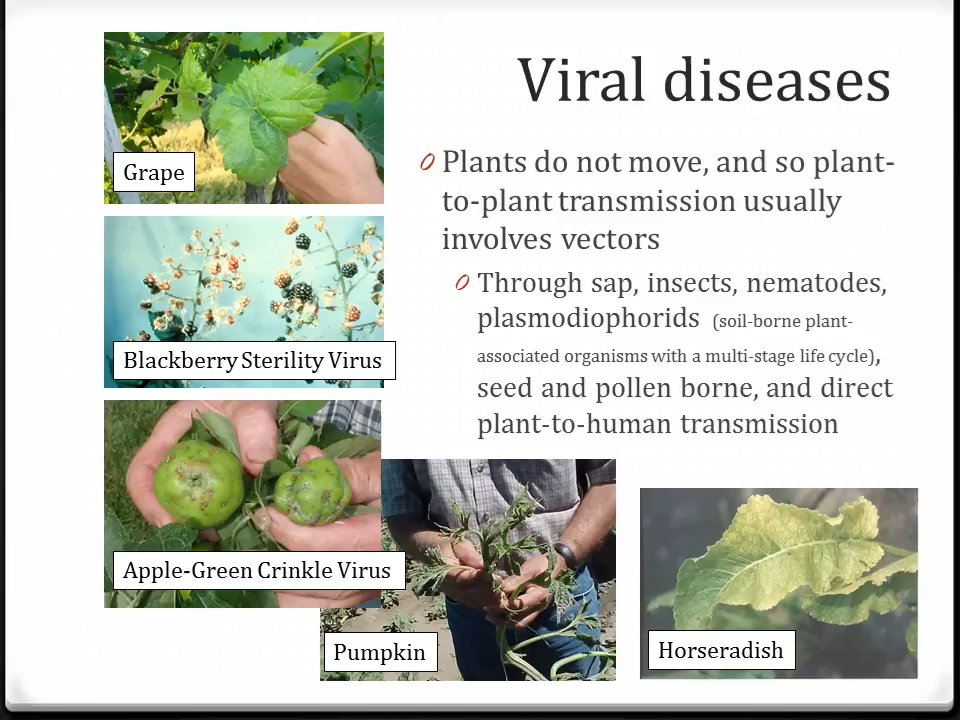 Viral diseases
Plants do not move, and so plant-
to-plant transmission usually
involves vectors
Through sap, insects, nematodes,
plasmodiophorids (soil-borne plant-
associated organisms with a multi-stage life cycle),
seed and pollen borne, and direct
plant-to-human transmission
Grape
Blackberry Sterility Virus
Apple-Green Crinkle Virus
Pumpkin
Horseradish